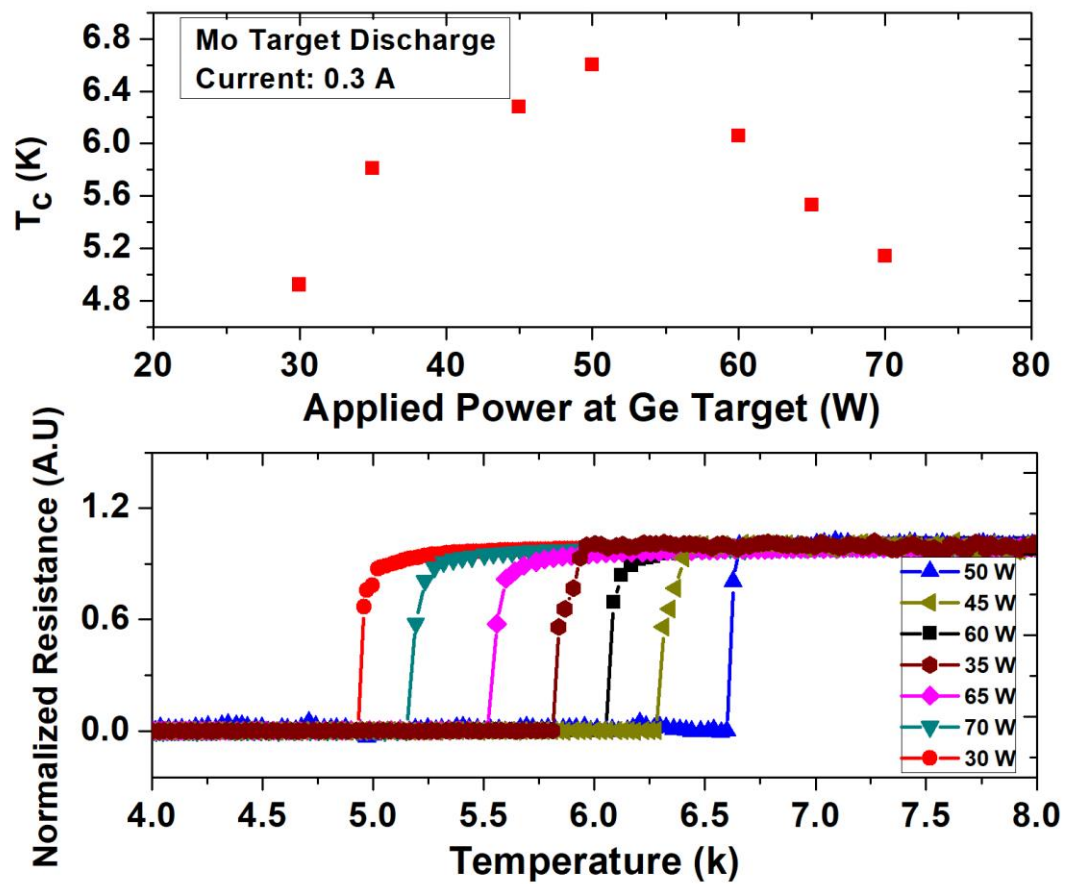 Mo Target Discharge
Current: 0.3 A
T_C (K)
6.8
6.4
6.0
5.6
5.2
4.8
20 30 40 50 60 70 80
Applied Power at Ge Target (W)
Normalized Resistance (A.U)
1.2
0.6
0.0
50 W
45 W
60 W
35 W
65 W
70 W
30 W
4.0 4.5 5.0 5.5 6.0 6.5 7.0 7.5 8.0
Temperature (k)